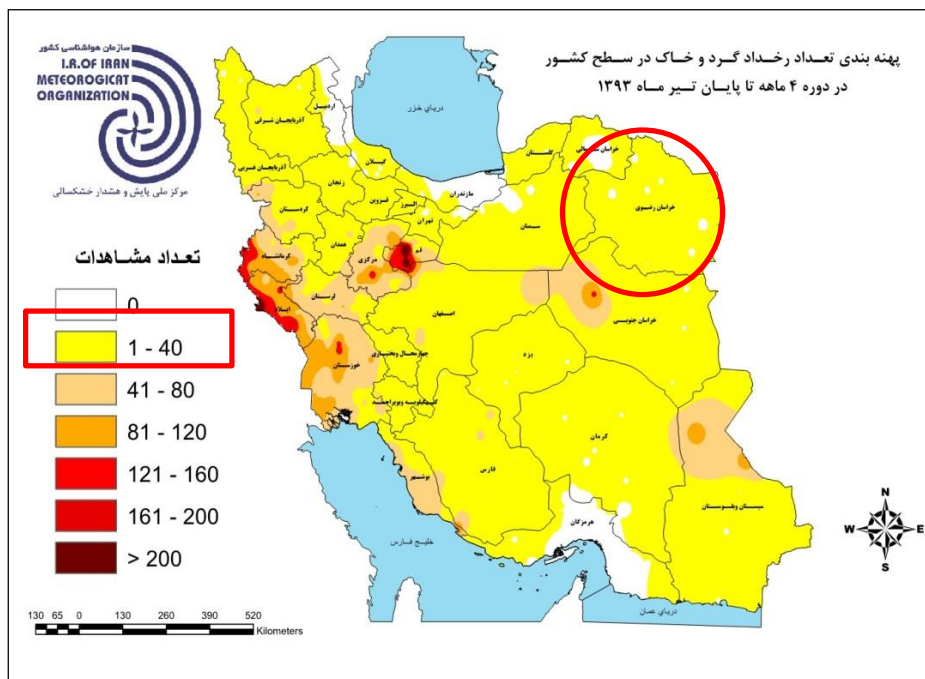 سازمان هواشناسی کشور
I.R.OF IRAN
METEOROGICAT
ORGANIZATION
مرکز ملی پایش و هشدار خشکسالی
پهنه بندی تعداد رخداد گرد و خاک در سطح کشور
در دوره ۴ ماهه تا پایان تیر ماه ۱۳۹۳
تعداد مشاهدات
0
1 - 40
41 - 80
81 - 120
121 - 160
161 - 200
> 200
130 65 0 130 260 390 520
Kilometers
دریای خزر
اردبیل
آذربایجان شرقی
آذربایجان غربی
گیلان
زنجان
کردستان
قزوین
البرز
مازندران
تهران
گلستان
خراسان شمالی
خراسان رضوی
سمنان
همدان
کرمانشاه
مرکزی
قم
لرستان
ایلام
اصفهان
خراسان جنوبی
یزد
چهارمحال وبختیاری
خوزستان
کهگیلویه وبویراحمد
فارس
کرمان
بوشهر
سیستان وبلوچستان
هرمزگان
خلیج فارس
دریای عمان
N
W E
S